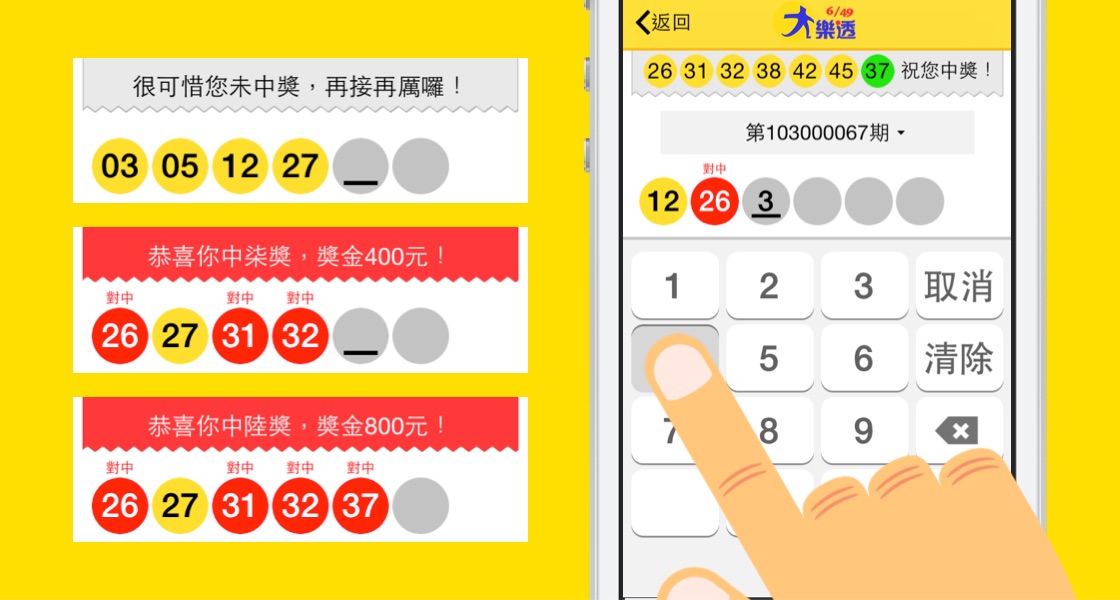 很可惜您未中獎，再接再厲囉！
03 05 12 27 _
恭喜你中柒獎，獎金400元！
對中 對中 對中
26 27 31 32 _
恭喜你中陸獎，獎金800元！
對中 對中 對中 對中
26 27 31 32 37
返回
6/49
樂透
26 31 32 38 42 45 37 祝您中獎！
第103000067期
對中
12 26 3
1 2 3 取消
5 6 清除
7 8 9